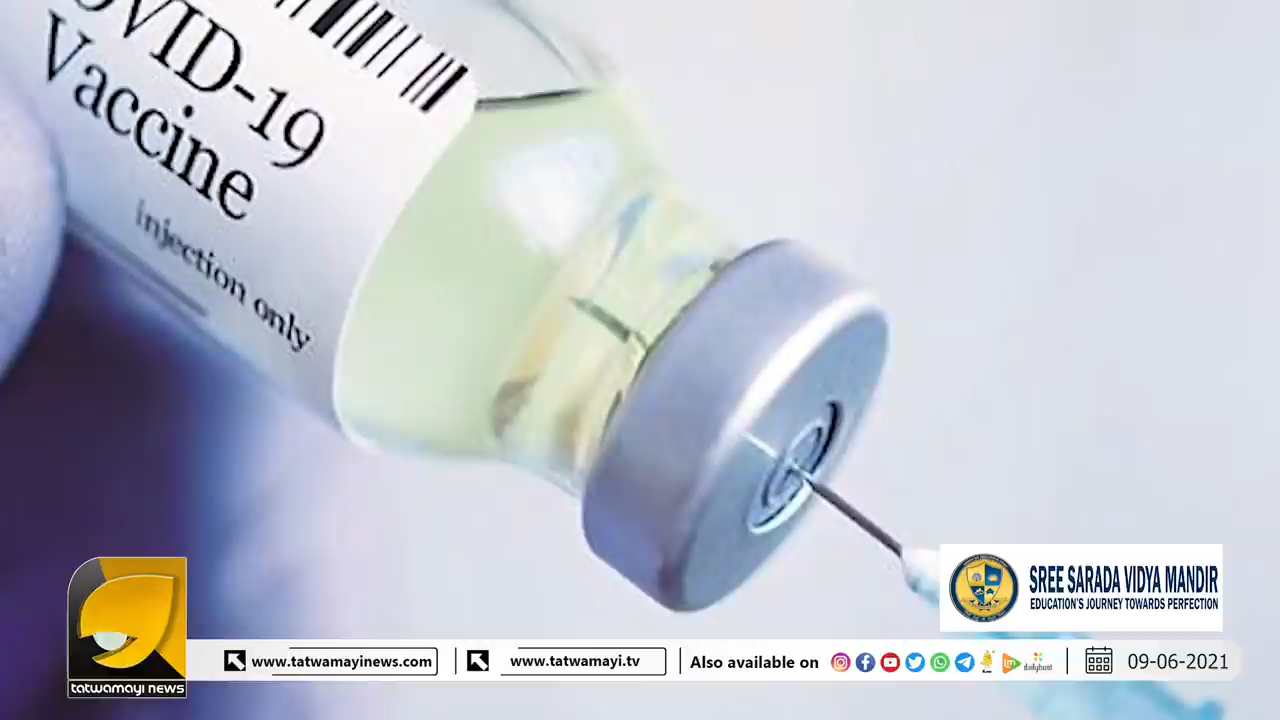 OVID-19
Vaccine
injection only
SREE SARADA VIDYA MANDIR
EDUCATION'S JOURNEY TOWARDS PERFECTION
tatwamayi news
www.tatwamayinews.com
www.tatwamayi.tv
Also available on
dailyhunt
09-06-2021